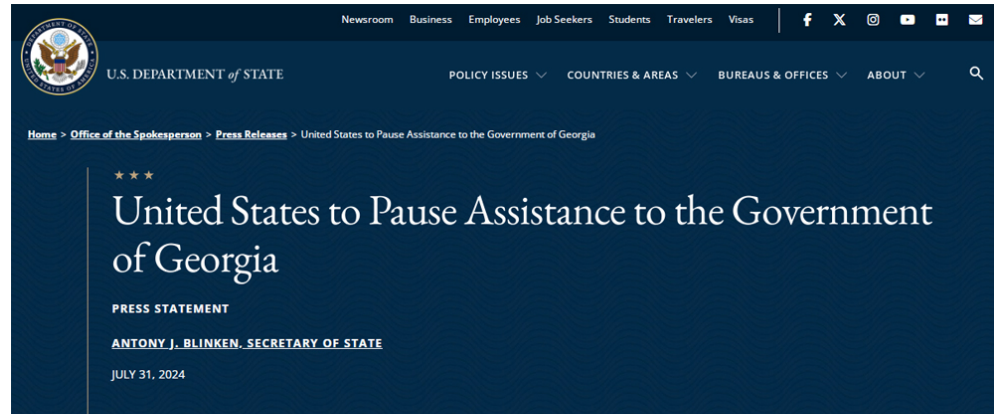 Newsroom Business Employees Job Seekers Students Travelers Visas
U.S. DEPARTMENT of STATE
POLICY ISSUES COUNTRIES & AREAS BUREAUS & OFFICES ABOUT
Home > Office of the Spokesperson > Press Releases > United States to Pause Assistance to the Government of Georgia
United States to Pause Assistance to the Government
of Georgia
PRESS STATEMENT
ANTONY J. BLINKEN, SECRETARY OF STATE
JULY 31, 2024